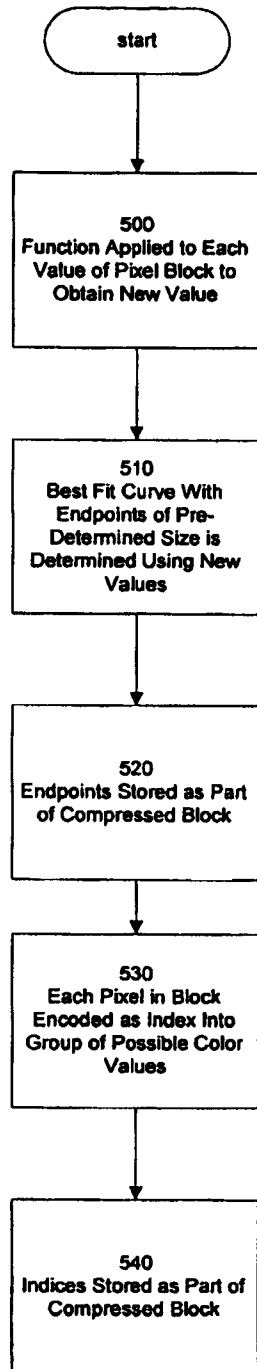 start
500
Function Applied to Each
Value of Pixel Block to
Obtain New Value
510
Best Fit Curve With
Endpoints of Pre-
Determined Size is
Determined Using New
Values
520
Endpoints Stored as Part
of Compressed Block
530
Each Pixel in Block
Encoded as Index Into
Group of Possible Color
Values
540
Indices Stored as Part of
Compressed Block